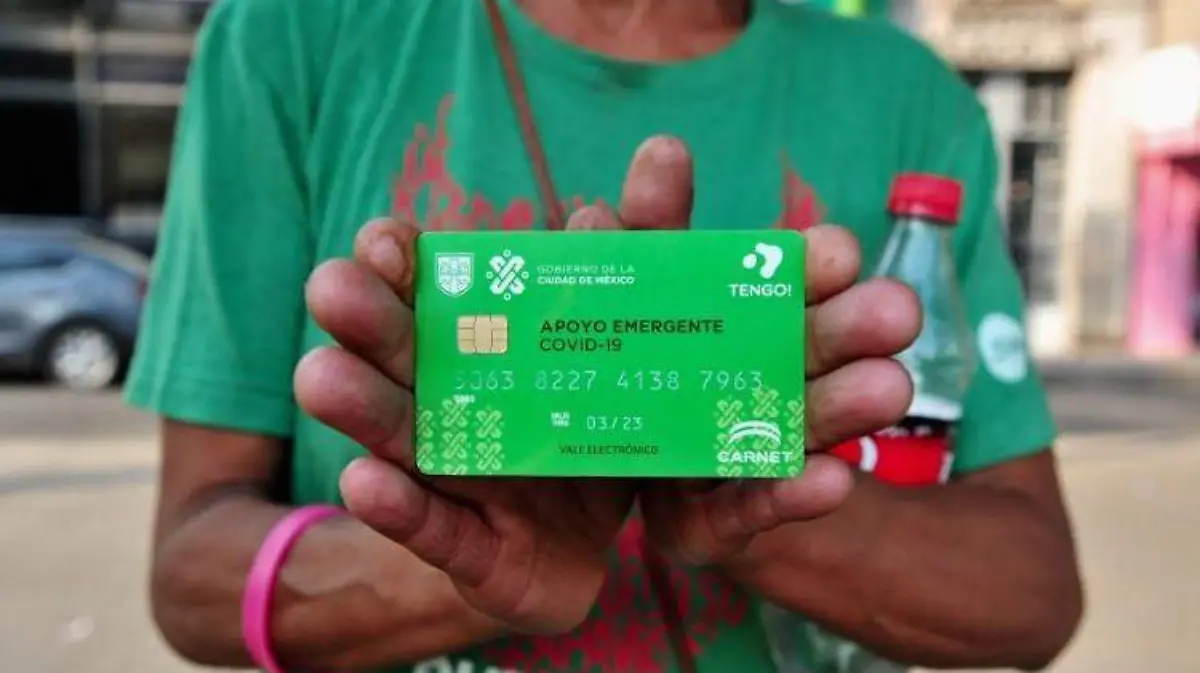 GOBIERNO DE LA
CIUDAD DE MÉXICO
TENGO!
APOYO EMERGENTE
COVID-19
8227 4138 7963
03/23
VALE ELECTRÓNICO
CARNET